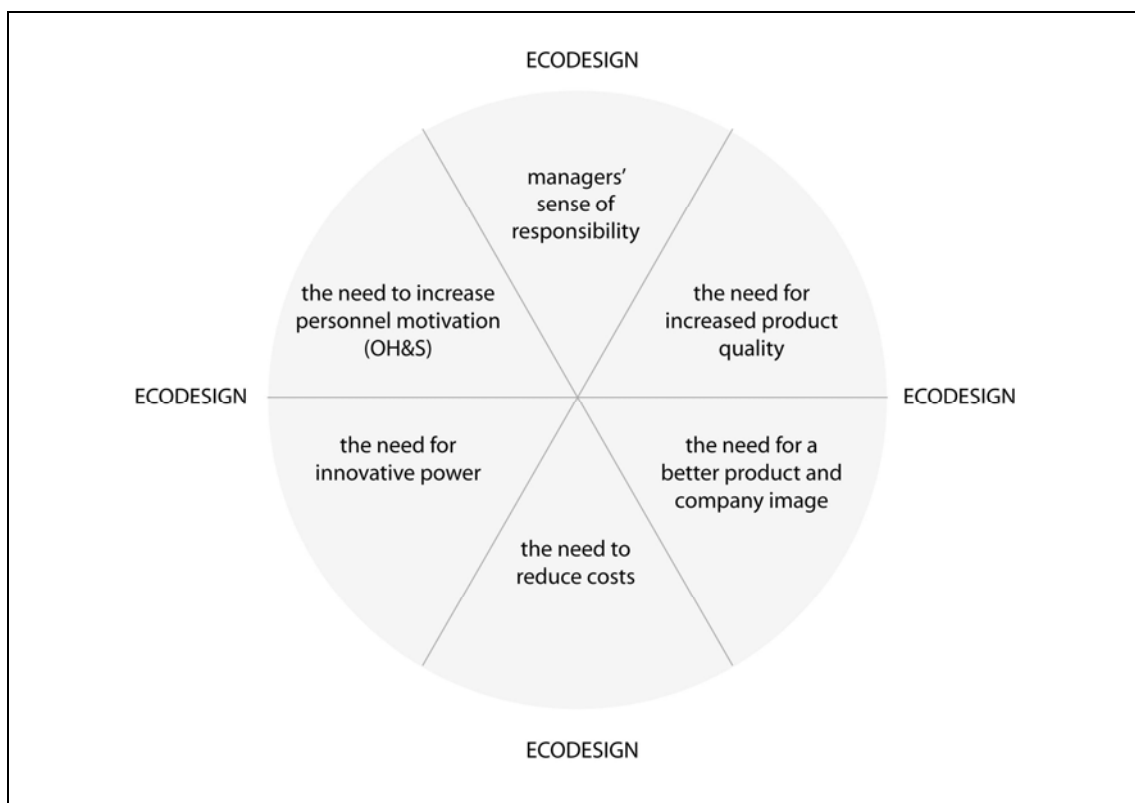 ECODESIGN
managers’
sense of
responsibility
the need to increase
personnel motivation
(OH&S)
the need for
increased product
quality
ECODESIGN
ECODESIGN
the need for
innovative power
the need for a
better product and
company image
the need to
reduce costs
ECODESIGN